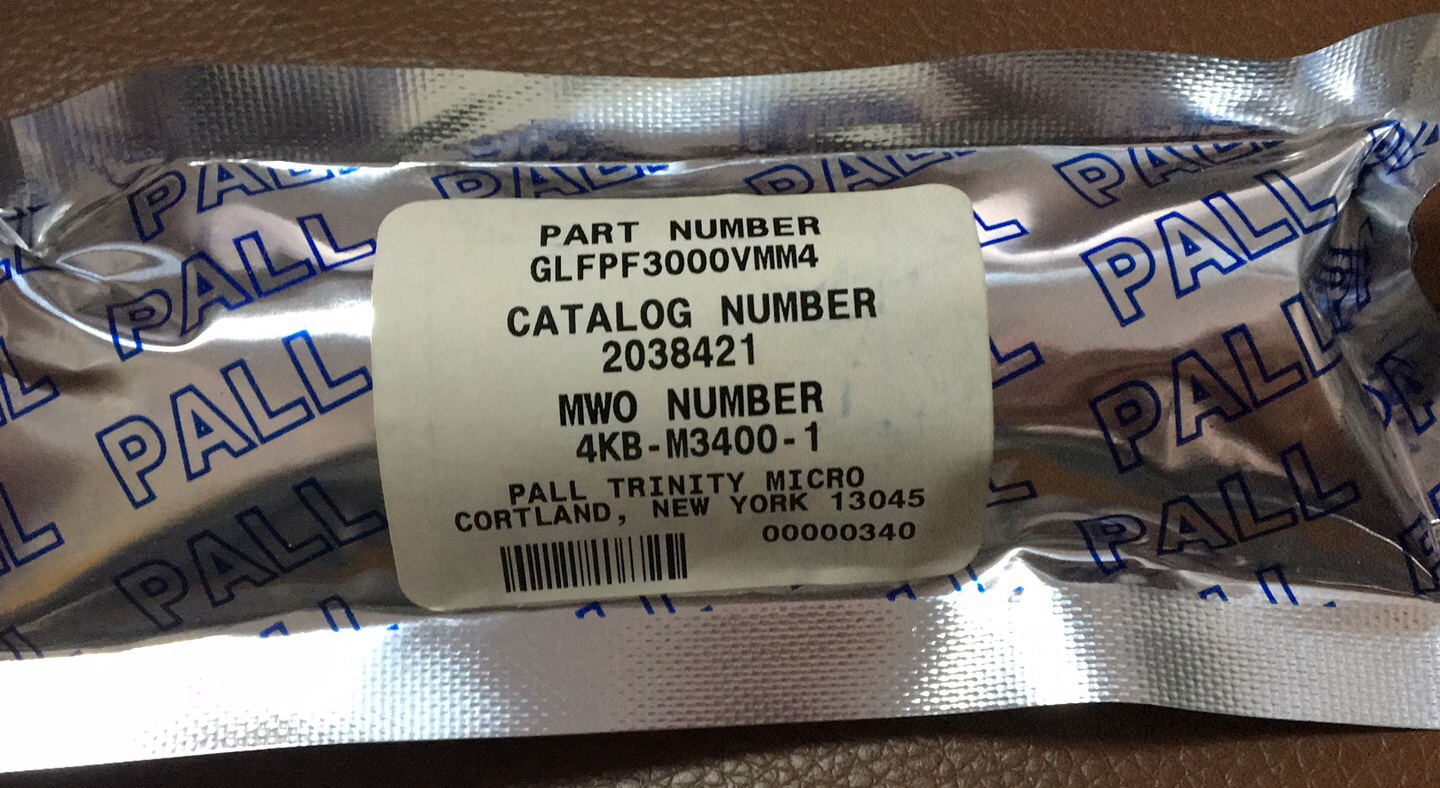 PALL PALL PALL PALL
PALL PALL
PALL PALL
PALL PALL
PART NUMBER
GLFPF3000VMM4
CATALOG NUMBER
2038421
MWO NUMBER
4KB-M3400-1
PALL TRINITY MICRO
CORTLAND, NEW YORK 13045
00000340